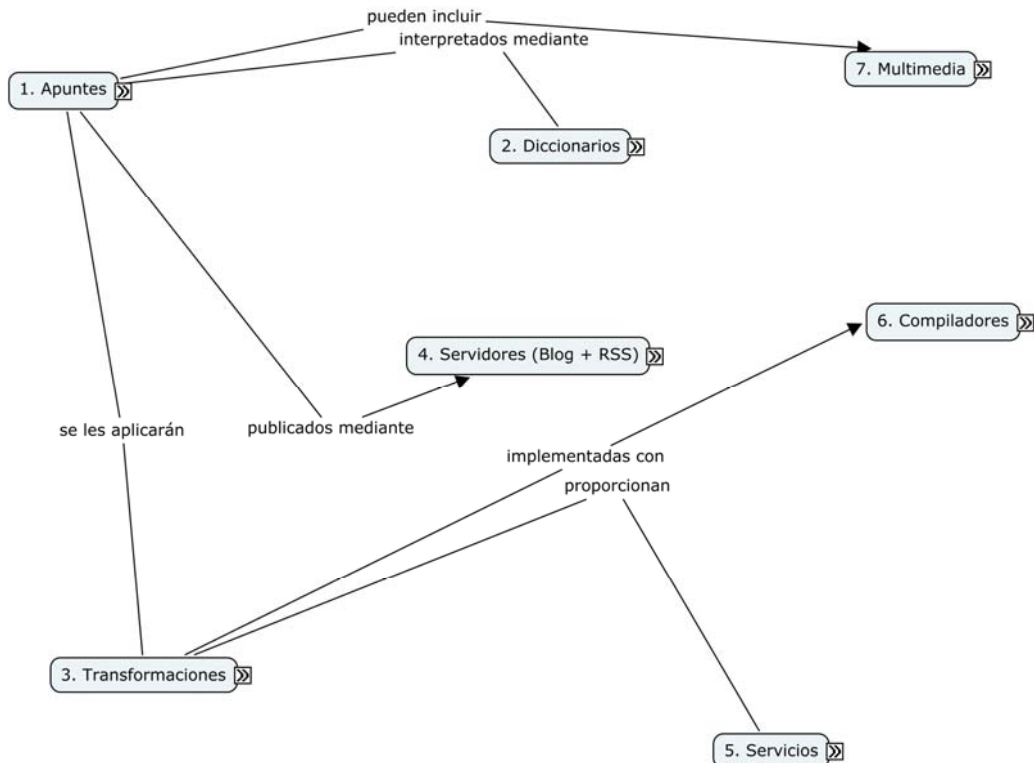 pueden incluir
interpretados mediante
7. Multimedia
1. Apuntes
2. Diccionarios
6. Compiladores
4. Servidores (Blog + RSS)
se les aplicarán
publicados mediante
implementadas con
proporcionan
3. Transformaciones
5. Servicios